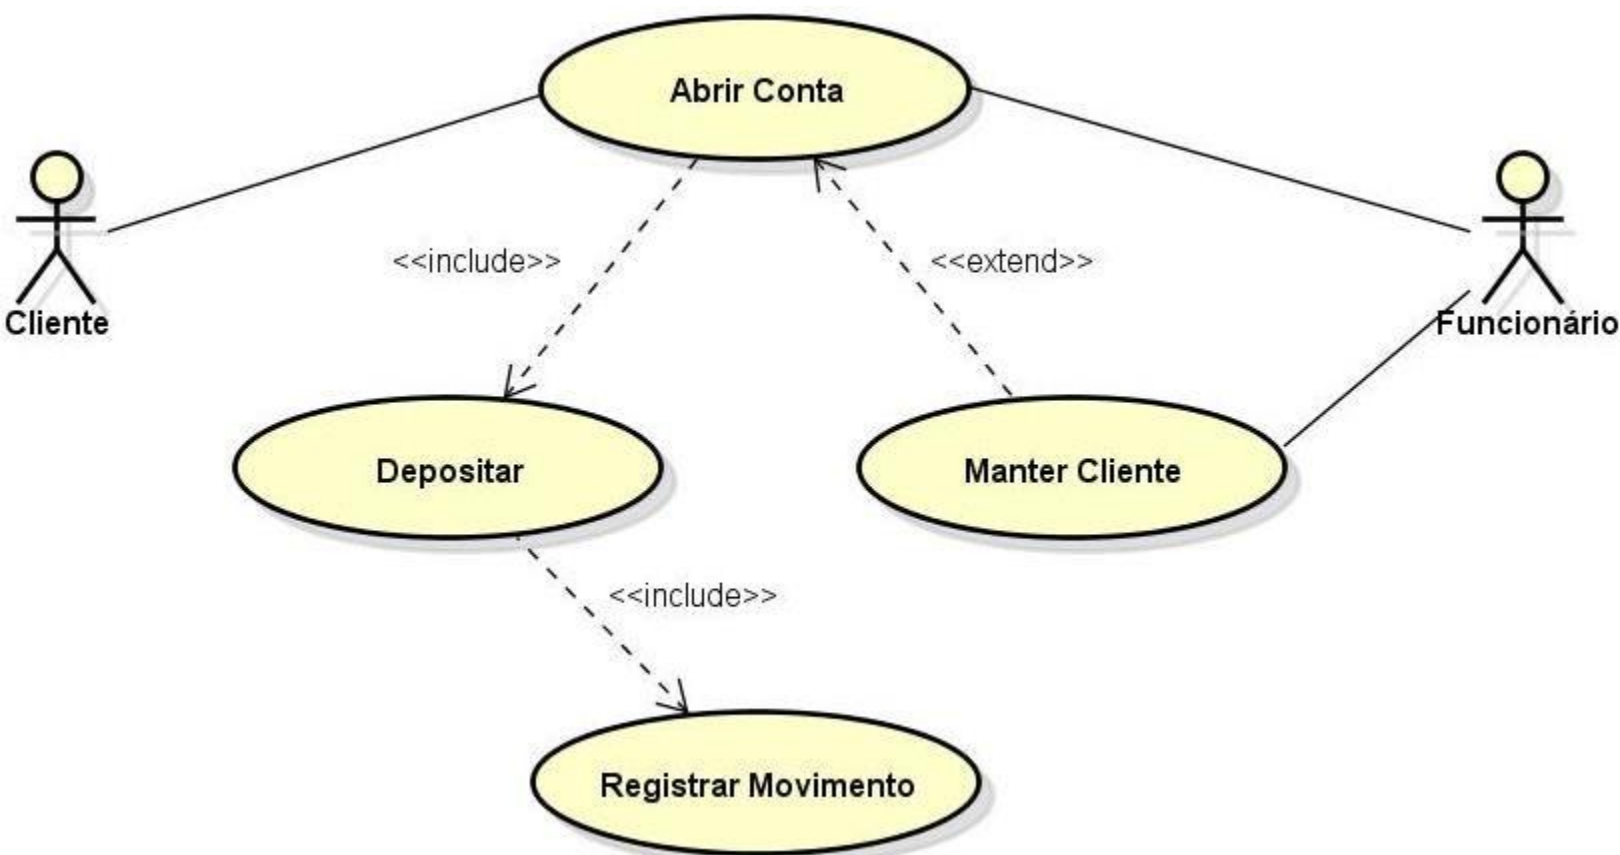 Abrir Conta
<<include>>
<<extend>>
Cliente
Funcionário
Depositar
Manter Cliente
<<include>>
Registrar Movimento